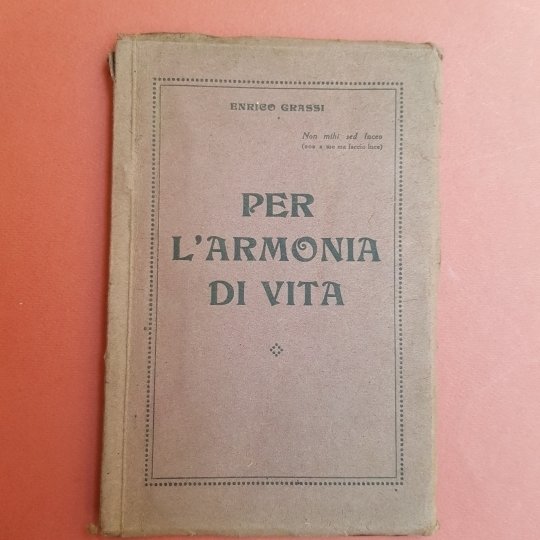 ENRICO GRASSI
Non mihi sed luceo
(non a me ma faccio luce)
PER
L'ARMONIA
DI VITA